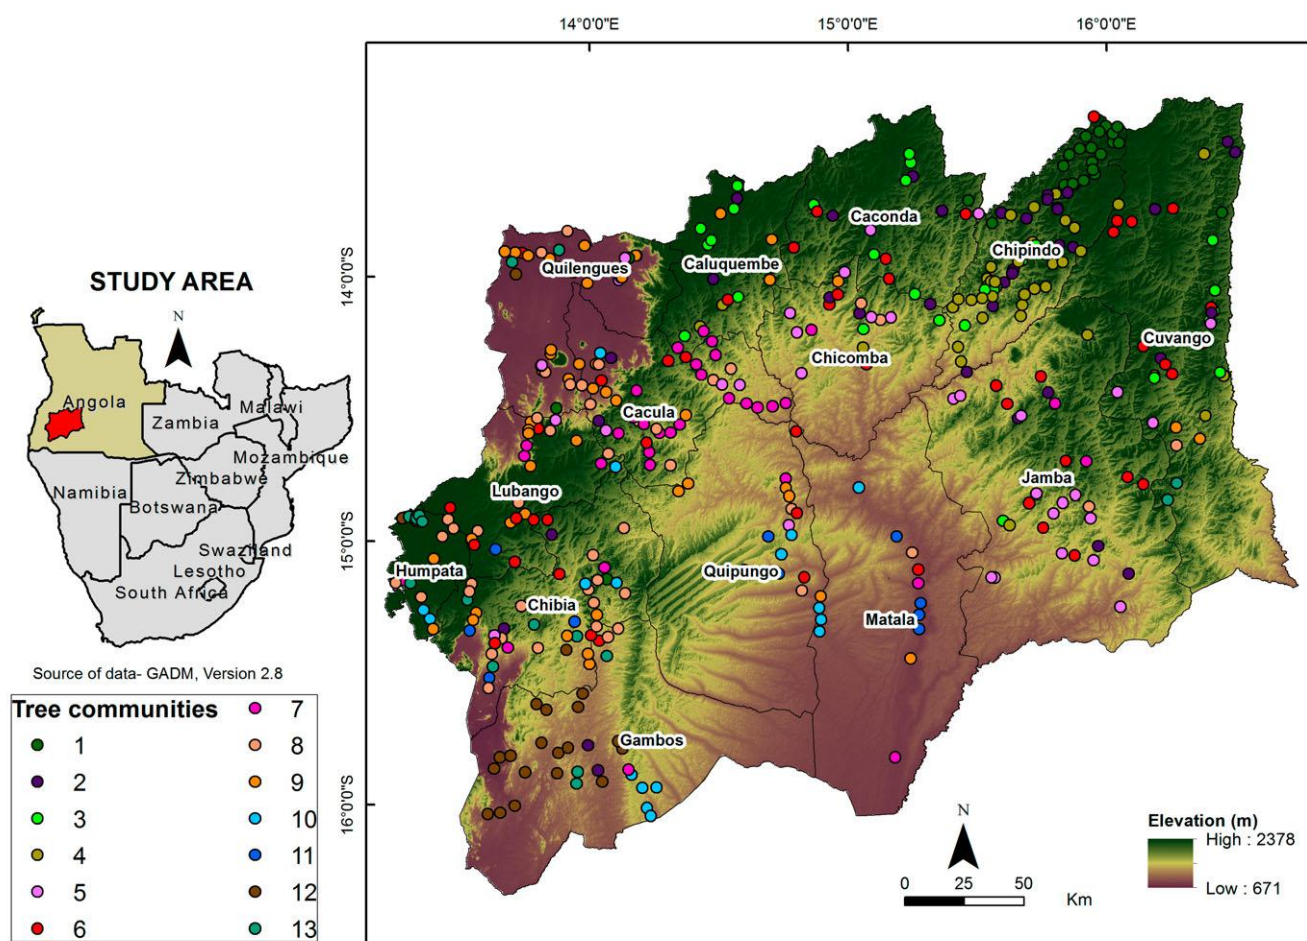 14°0'0"E
15°0'0"E
16°0'0"E
14°0'0"S
15°0'0"S
16°0'0"S
STUDY AREA
N
Angola
Zambia
Malawi
Mozambique
Zimbabwe
Namibia
Botswana
Swaziland
Lesotho
South Africa
Source of data- GADM, Version 2.8
Tree communities
1
2
3
4
5
6
7
8
9
10
11
12
13
Quilengues
Caluquembe
Caconda
Chipindo
Chicomba
Cuvango
Cacula
Lubango
Jamba
Humpata
Quipungo
Chibia
Matala
Gambos
N
0 25 50
Km
Elevation (m)
High : 2378
Low : 671